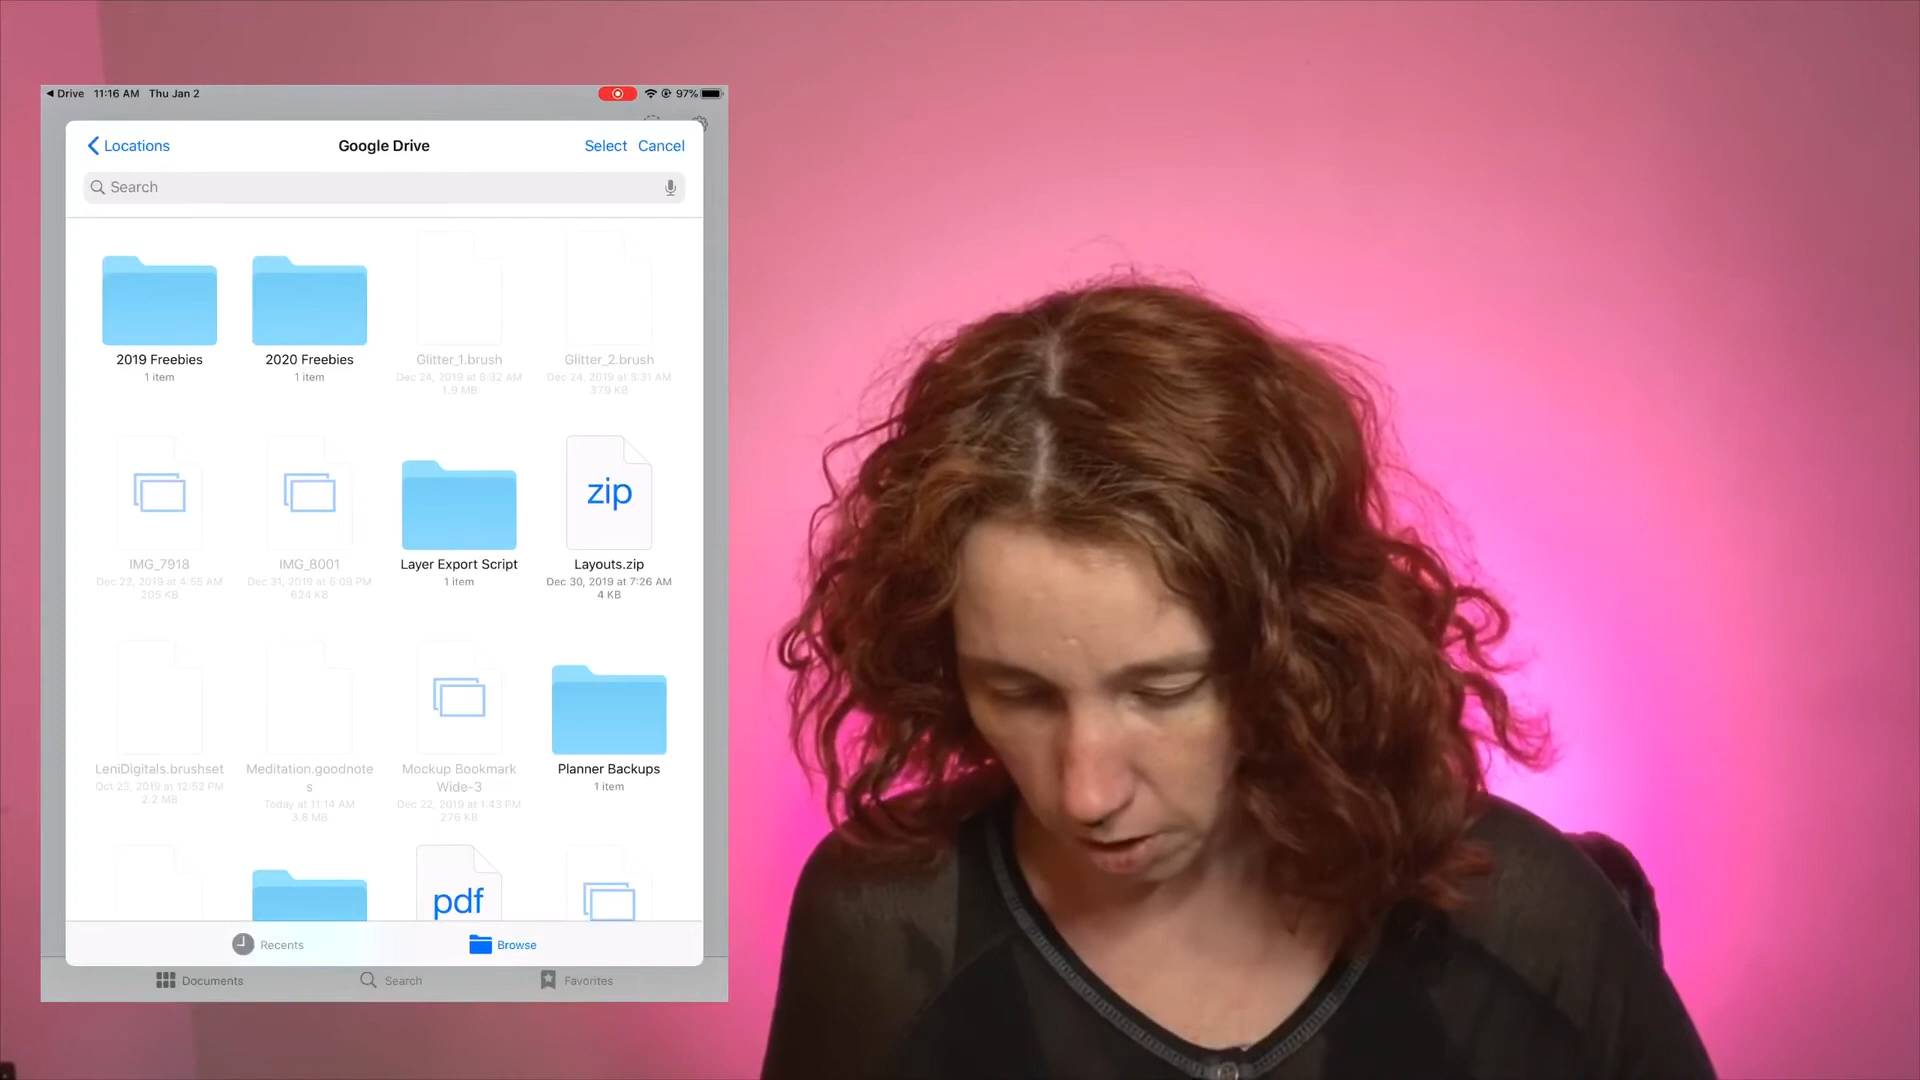 Drive 11:16 AM Thu Jan 2 97%
Locations Google Drive Select Cancel
Search
2019 Freebies
1 item
2020 Freebies
1 item
Glitter_1.brush
Dec 24, 2019 at 8:32 AM
1.9 MB
Glitter_2.brush
Dec 24, 2019 at 8:31 AM
379 KB
IMG_7918
Dec 22, 2019 at 4:55 AM
205 KB
IMG_8001
Dec 31, 2019 at 5:09 PM
624 KB
Layer Export Script
1 item
zip
Layouts.zip
Dec 30, 2019 at 7:26 AM
4 KB
LeniDigitals.brushset
Oct 23, 2019 at 12:52 PM
2.2 MB
Meditation.goodnote
s
Today at 11:14 AM
3.8 MB
Mockup Bookmark
Wide-3
Dec 22, 2019 at 1:43 PM
276 KB
Planner Backups
1 item
pdf
Recents Browse
Documents Search Favorites